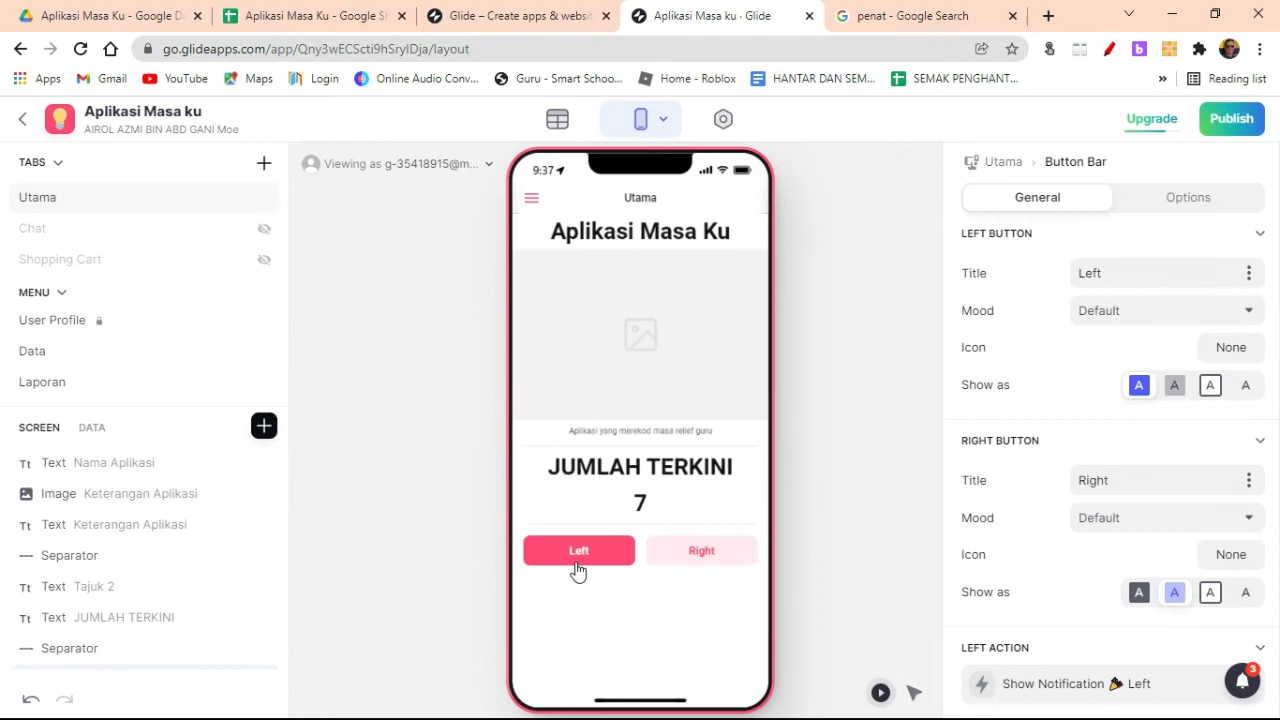 Aplikasi Masa Ku - Google D
Aplikasi Masa Ku - Google Sh
Glide – Create apps & websit
Aplikasi Masa ku · Glide
penat - Google Search
go.glideapps.com/app/Qny3wECScti9hSrylDja/layout
Apps
Gmail
YouTube
Maps
Login
Online Audio Conv...
Guru - Smart Schoo...
Home - Roblox
HANTAR DAN SEM...
SEMAK PENGHANT...
Reading list
Aplikasi Masa ku
AIROL AZMI BIN ABD GANI Moe
Upgrade
Publish
TABS
Utama
Chat
Shopping Cart
MENU
User Profile
Data
Laporan
SCREEN DATA
Tt Text Nama Aplikasi
Image Keterangan Aplikasi
Tt Text Keterangan Aplikasi
Separator
Tt Text Tajuk 2
Tt Text JUMLAH TERKINI
Separator
Viewing as g-35418915@m...
9:37
Utama
Aplikasi Masa Ku
Aplikasi yang merekod masa relief guru
JUMLAH TERKINI
7
Left
Right
Utama › Button Bar
General
Options
LEFT BUTTON
Title Left
Mood Default
Icon None
Show as A A A A
RIGHT BUTTON
Title Right
Mood Default
Icon None
Show as A A A A
LEFT ACTION
Show Notification 🎉 Left
3